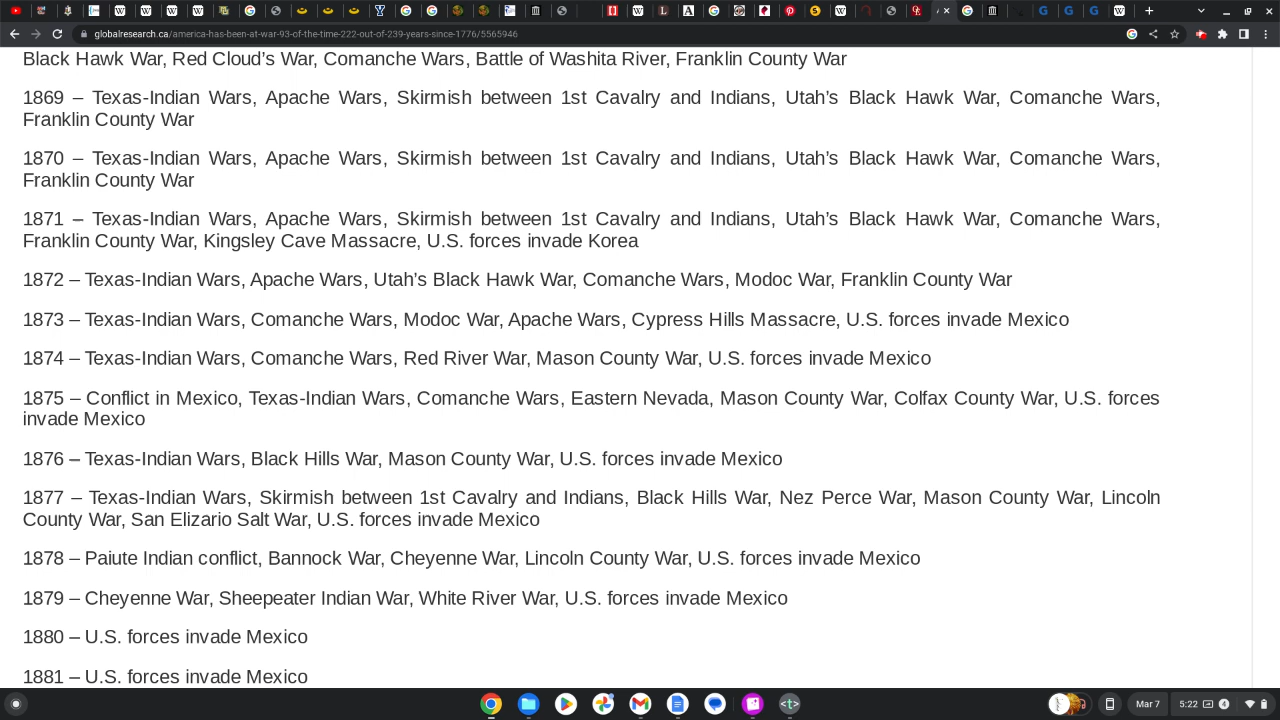 globalresearch.ca/america-has-been-at-war-93-of-the-time-222-out-of-239-years-since-1776/5565946
Black Hawk War, Red Cloud’s War, Comanche Wars, Battle of Washita River, Franklin County War
1869 – Texas-Indian Wars, Apache Wars, Skirmish between 1st Cavalry and Indians, Utah’s Black Hawk War, Comanche Wars,
Franklin County War
1870 – Texas-Indian Wars, Apache Wars, Skirmish between 1st Cavalry and Indians, Utah’s Black Hawk War, Comanche Wars,
Franklin County War
1871 – Texas-Indian Wars, Apache Wars, Skirmish between 1st Cavalry and Indians, Utah’s Black Hawk War, Comanche Wars,
Franklin County War, Kingsley Cave Massacre, U.S. forces invade Korea
1872 – Texas-Indian Wars, Apache Wars, Utah’s Black Hawk War, Comanche Wars, Modoc War, Franklin County War
1873 – Texas-Indian Wars, Comanche Wars, Modoc War, Apache Wars, Cypress Hills Massacre, U.S. forces invade Mexico
1874 – Texas-Indian Wars, Comanche Wars, Red River War, Mason County War, U.S. forces invade Mexico
1875 – Conflict in Mexico, Texas-Indian Wars, Comanche Wars, Eastern Nevada, Mason County War, Colfax County War, U.S. forces
invade Mexico
1876 – Texas-Indian Wars, Black Hills War, Mason County War, U.S. forces invade Mexico
1877 – Texas-Indian Wars, Skirmish between 1st Cavalry and Indians, Black Hills War, Nez Perce War, Mason County War, Lincoln
County War, San Elizario Salt War, U.S. forces invade Mexico
1878 – Paiute Indian conflict, Bannock War, Cheyenne War, Lincoln County War, U.S. forces invade Mexico
1879 – Cheyenne War, Sheepeater Indian War, White River War, U.S. forces invade Mexico
1880 – U.S. forces invade Mexico
1881 – U.S. forces invade Mexico
Mar 7 5:22